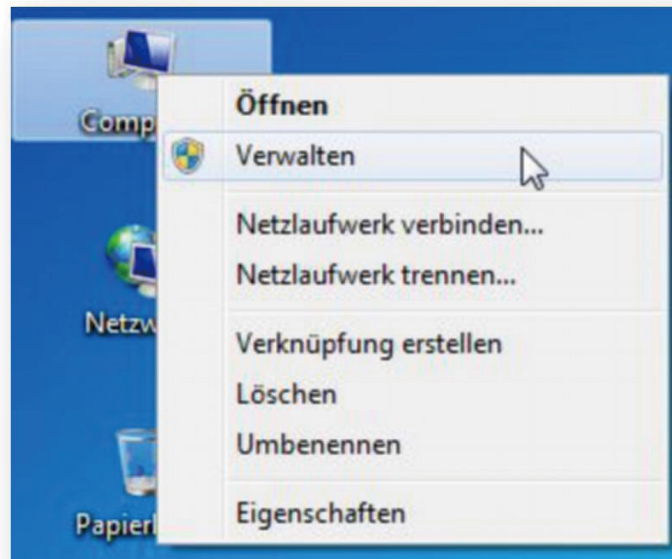 Öffnen
Verwalten
Netzlaufwerk verbinden...
Netzlaufwerk trennen...
Verknüpfung erstellen
Löschen
Umbenennen
Eigenschaften